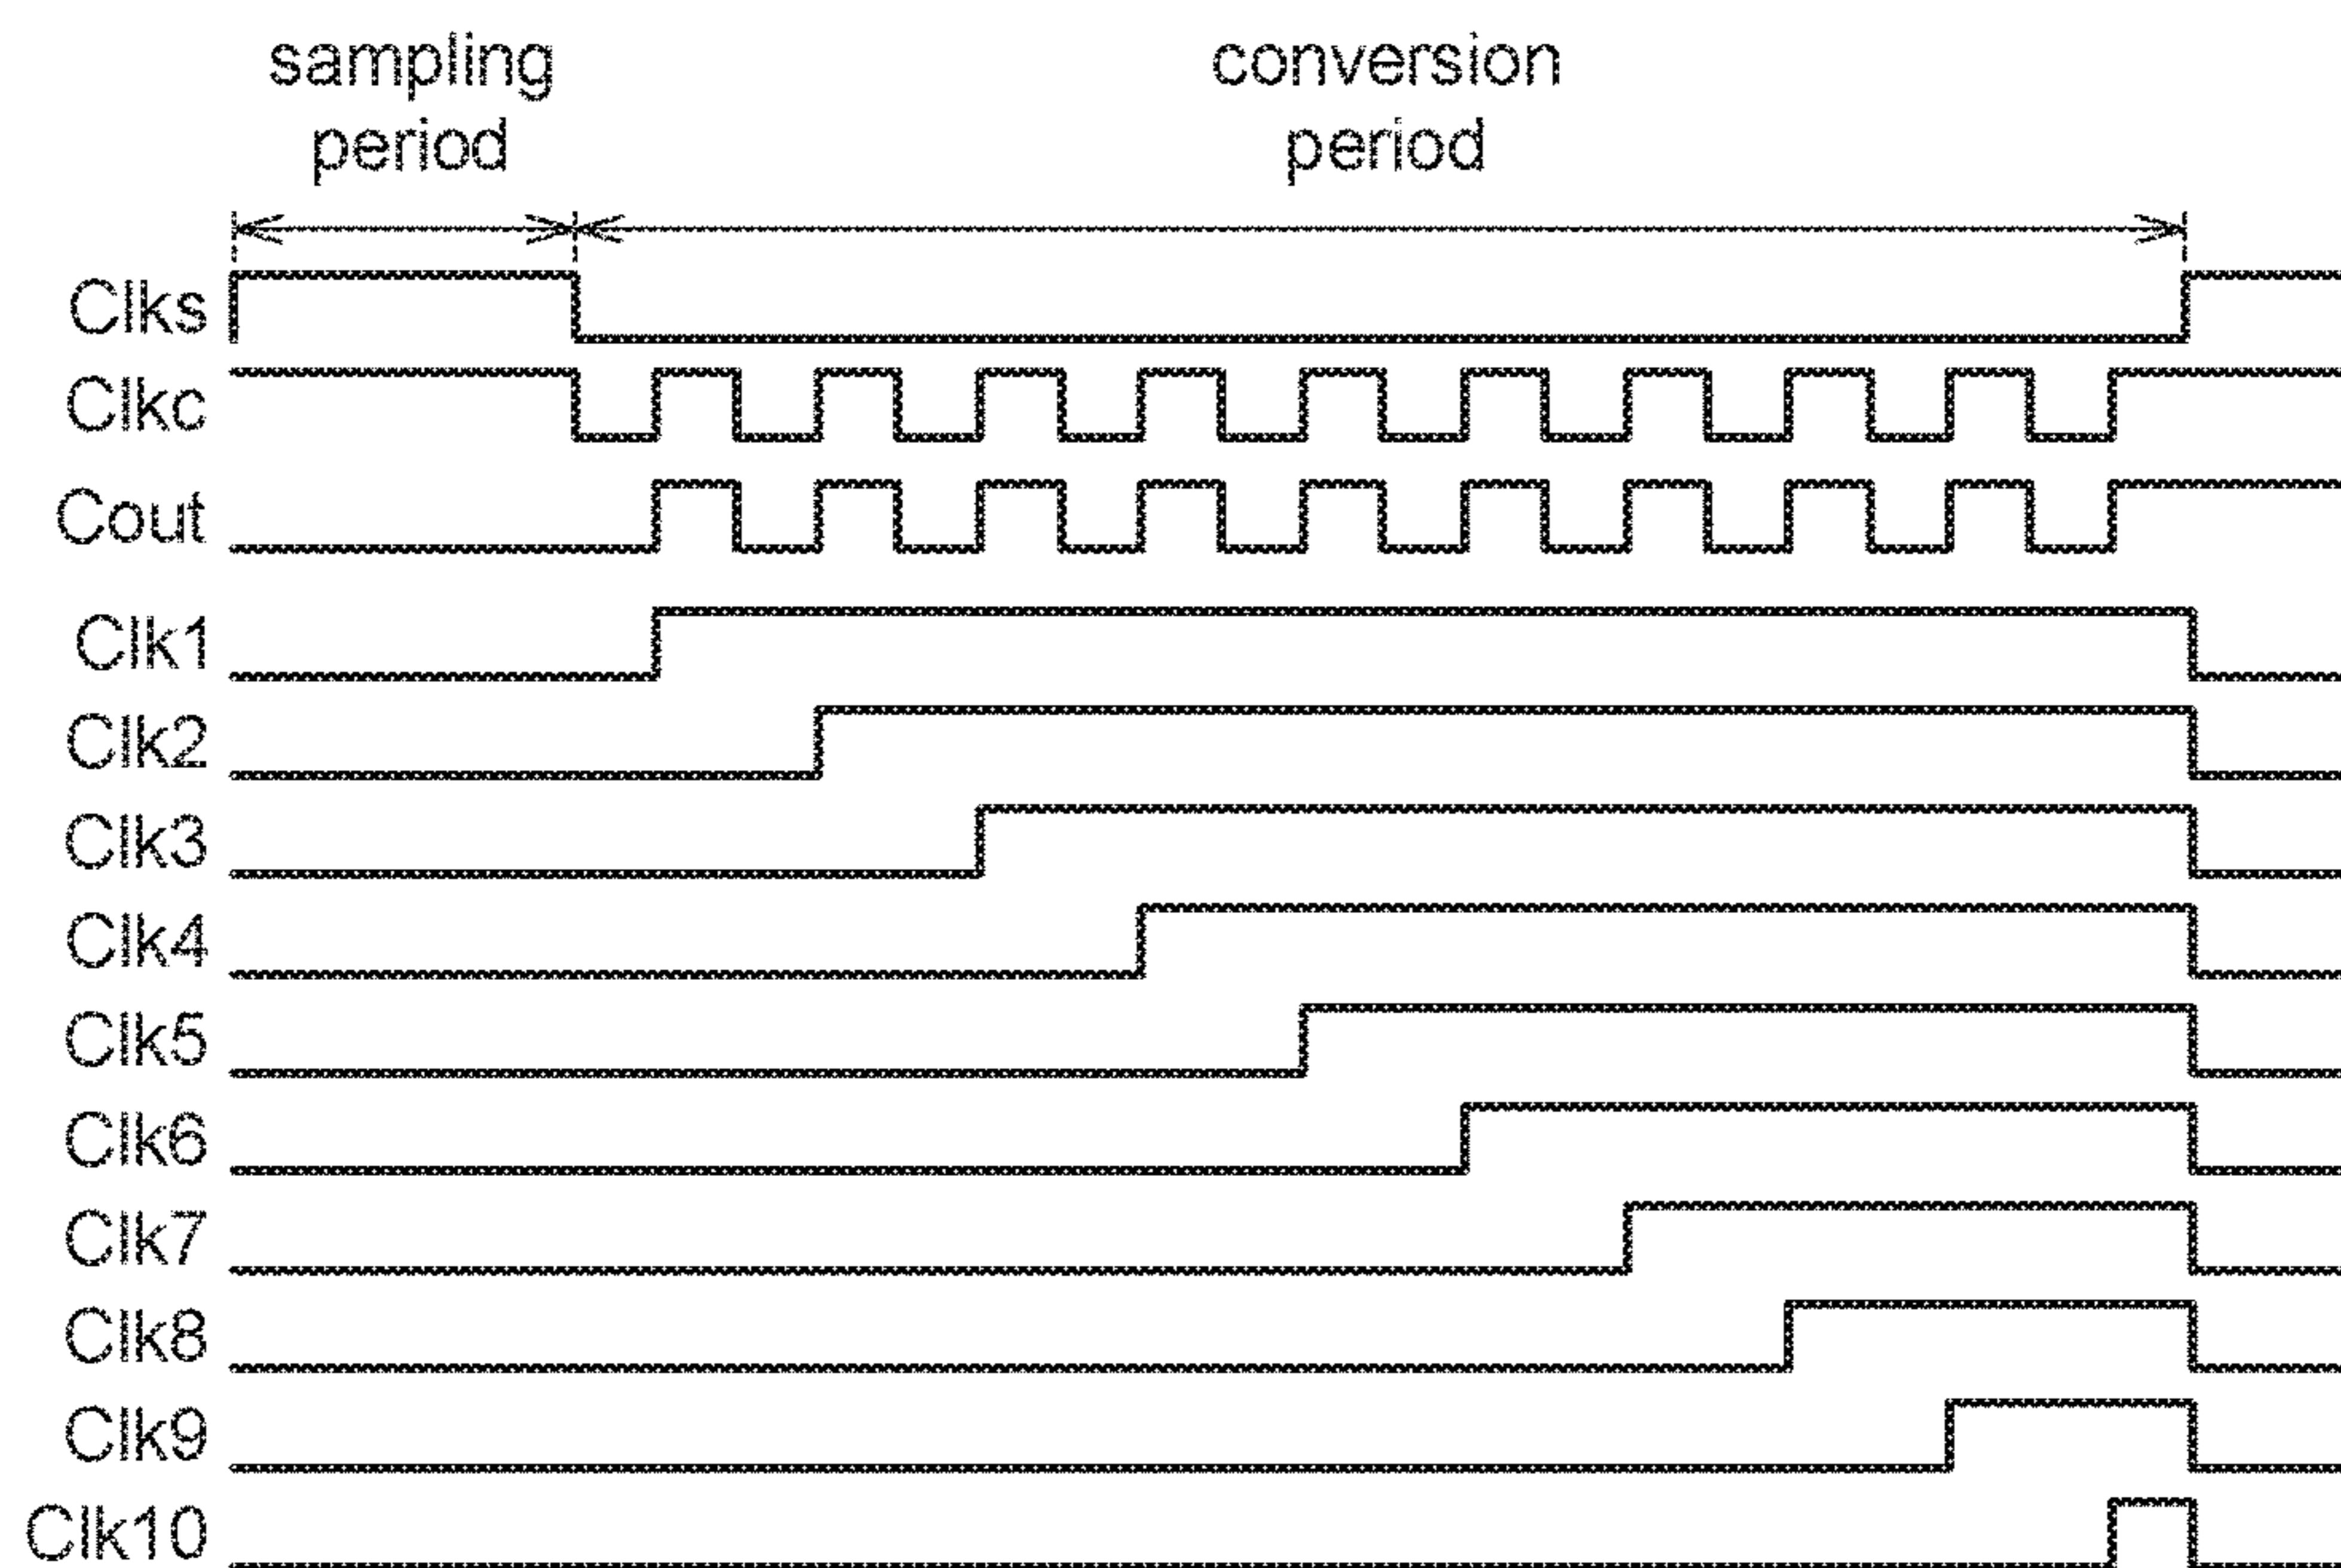 sampling
period
conversion
period
Clks
Clkc
Cout
Clk1
Clk2
Clk3
Clk4
Clk5
Clk6
Clk7
Clk8
Clk9
Clk10